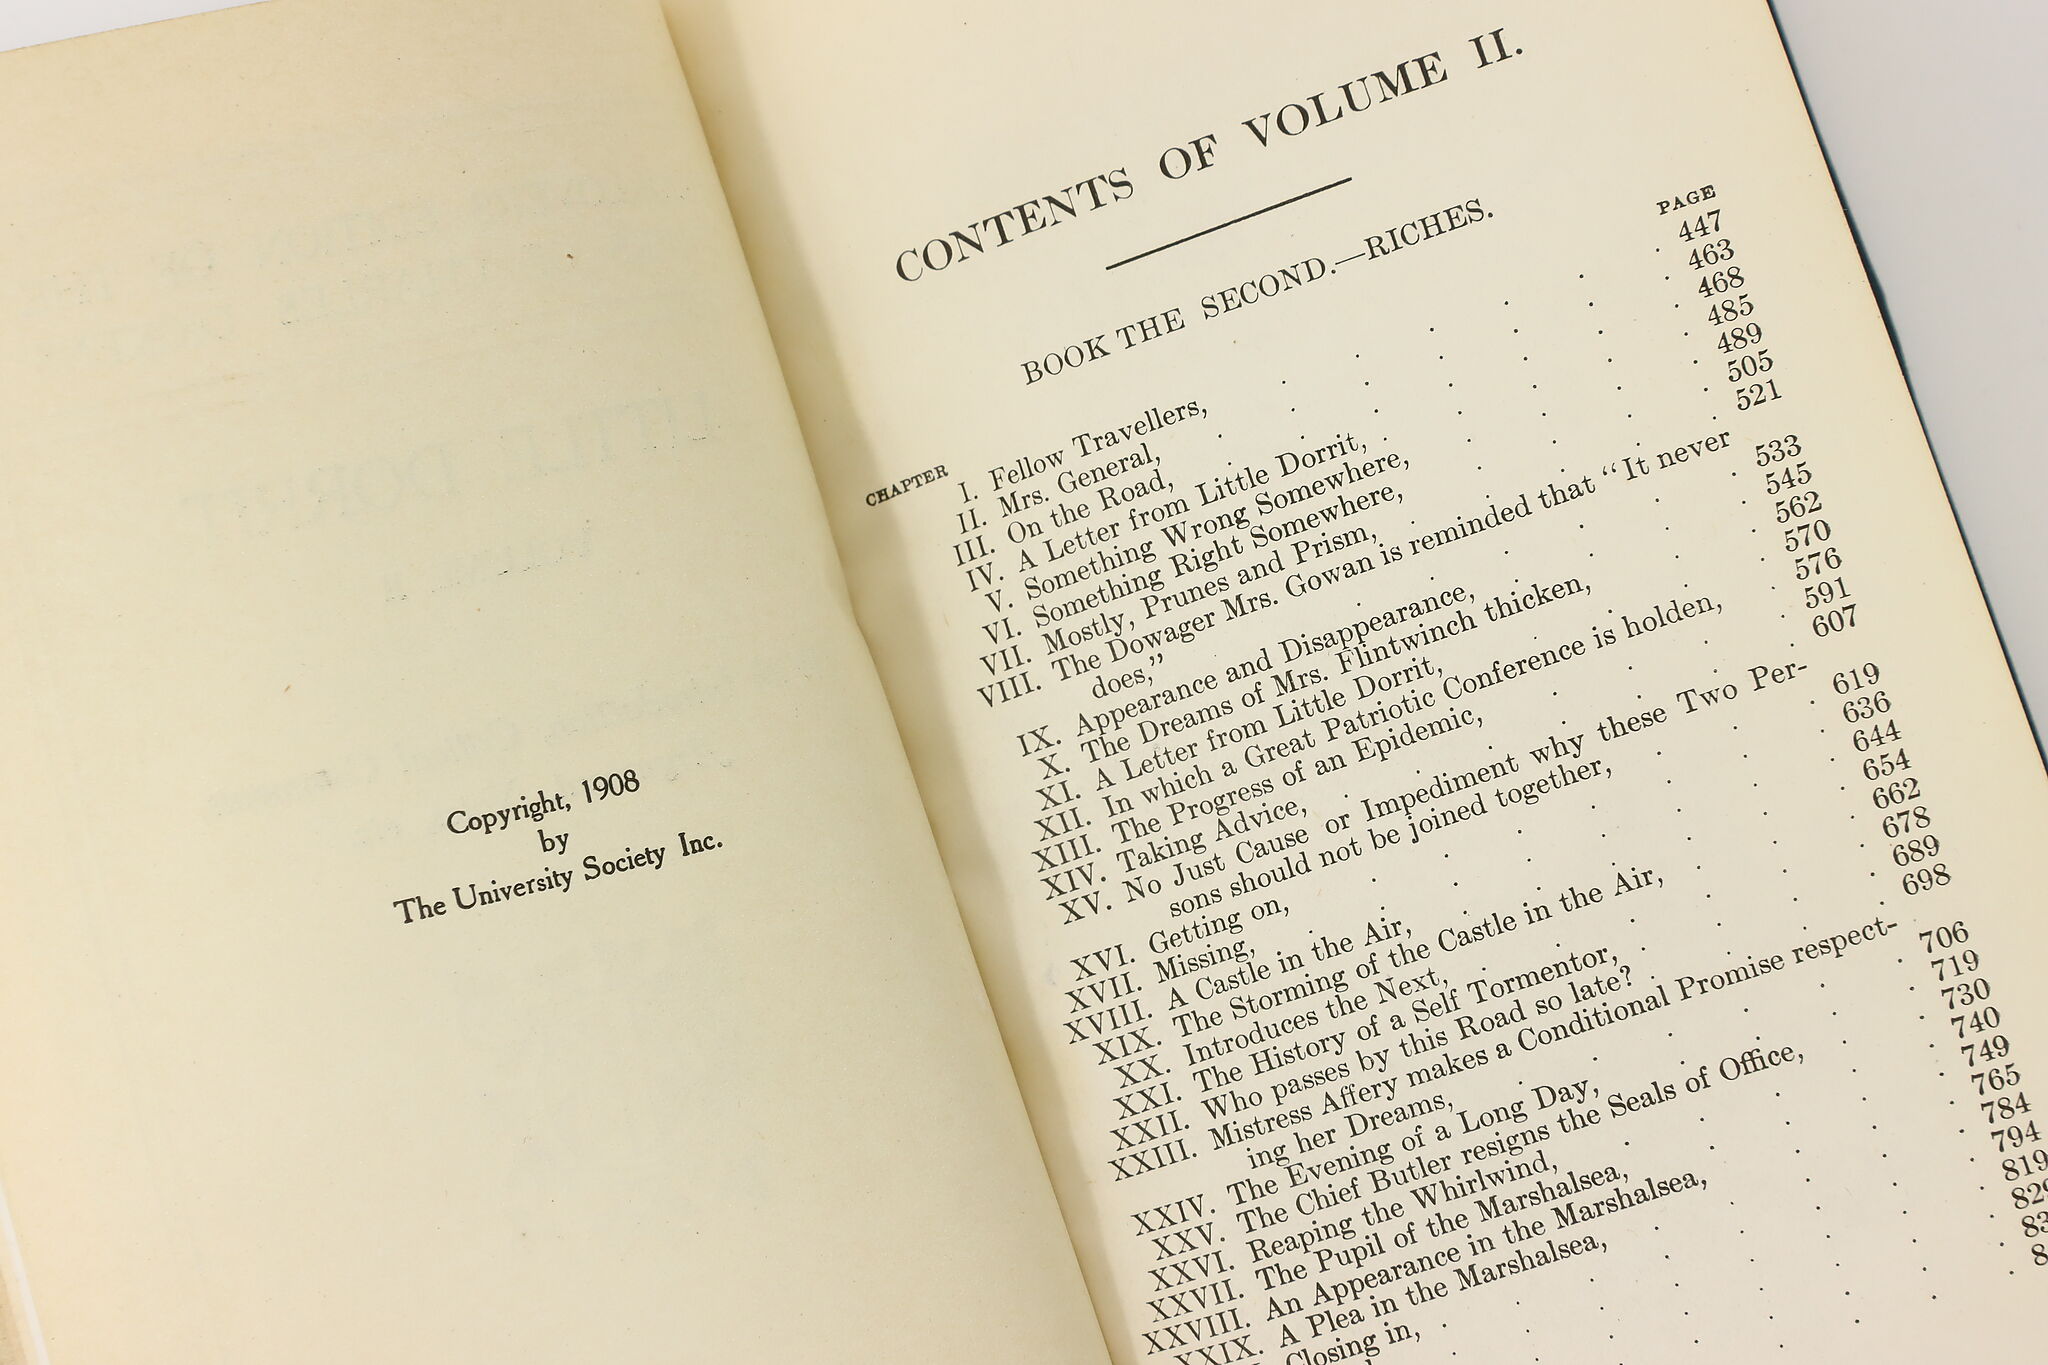 Copyright, 1908
by
The University Society Inc.
CONTENTS OF VOLUME II.
BOOK THE SECOND.—RICHES.
CHAPTER PAGE
I. Fellow Travellers, 447
II. Mrs. General, 463
III. On the Road, 468
IV. A Letter from Little Dorrit, 485
V. Something Wrong Somewhere, 489
VI. Something Right Somewhere, 505
VII. Mostly, Prunes and Prism, 521
VIII. The Dowager Mrs. Gowan is reminded that "It never
does," 533
IX. Appearance and Disappearance, 545
X. The Dreams of Mrs. Flintwinch thicken, 562
XI. A Letter from Little Dorrit, 570
XII. In which a Great Patriotic Conference is holden, 576
XIII. The Progress of an Epidemic, 591
XIV. Taking Advice, 607
XV. No Just Cause or Impediment why these Two Per-
sons should not be joined together, 619
XVI. Getting on, 636
XVII. Missing, 644
XVIII. A Castle in the Air, 654
XIX. The Storming of the Castle in the Air, 662
XX. Introduces the Next, 678
XXI. The History of a Self Tormentor, 689
XXII. Who passes by this Road so late? 698
XXIII. Mistress Affery makes a Conditional Promise respect-
ing her Dreams, 706
XXIV. The Evening of a Long Day, 719
XXV. The Chief Butler resigns the Seals of Office, 730
XXVI. Reaping the Whirlwind, 740
XXVII. The Pupil of the Marshalsea, 749
XXVIII. An Appearance in the Marshalsea, 765
XXIX. A Plea in the Marshalsea, 784
Closing in, 794
819